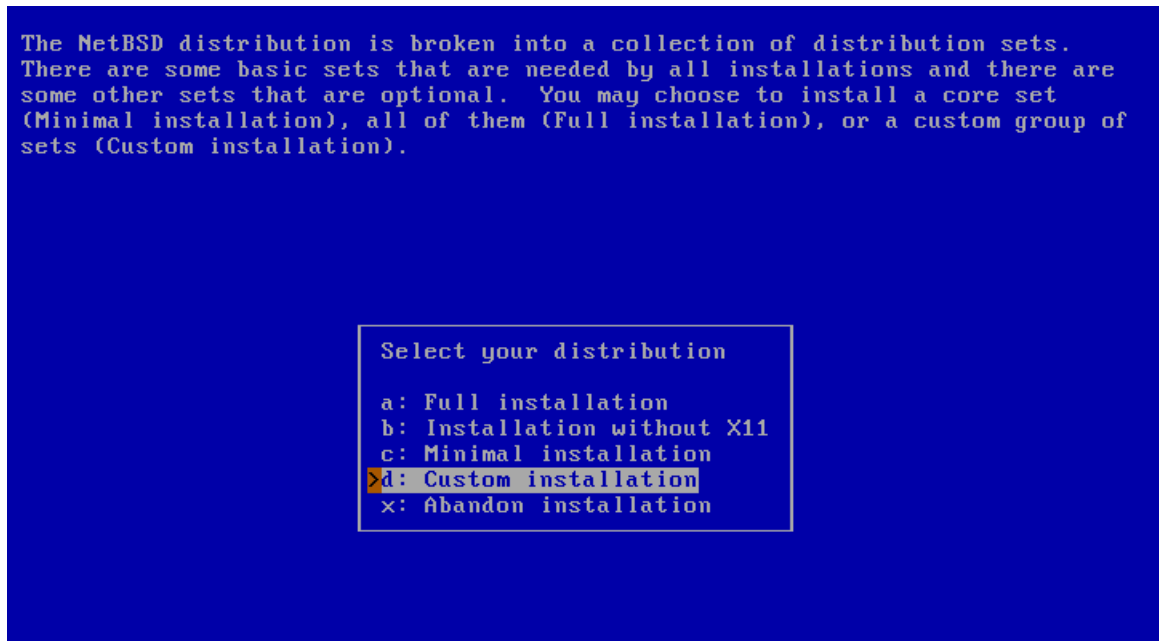 The NetBSD distribution is broken into a collection of distribution sets.
There are some basic sets that are needed by all installations and there are
some other sets that are optional.  You may choose to install a core set
(Minimal installation), all of them (Full installation), or a custom group of
sets (Custom installation).
Select your distribution
a: Full installation
b: Installation without X11
c: Minimal installation
>d: Custom installation
x: Abandon installation